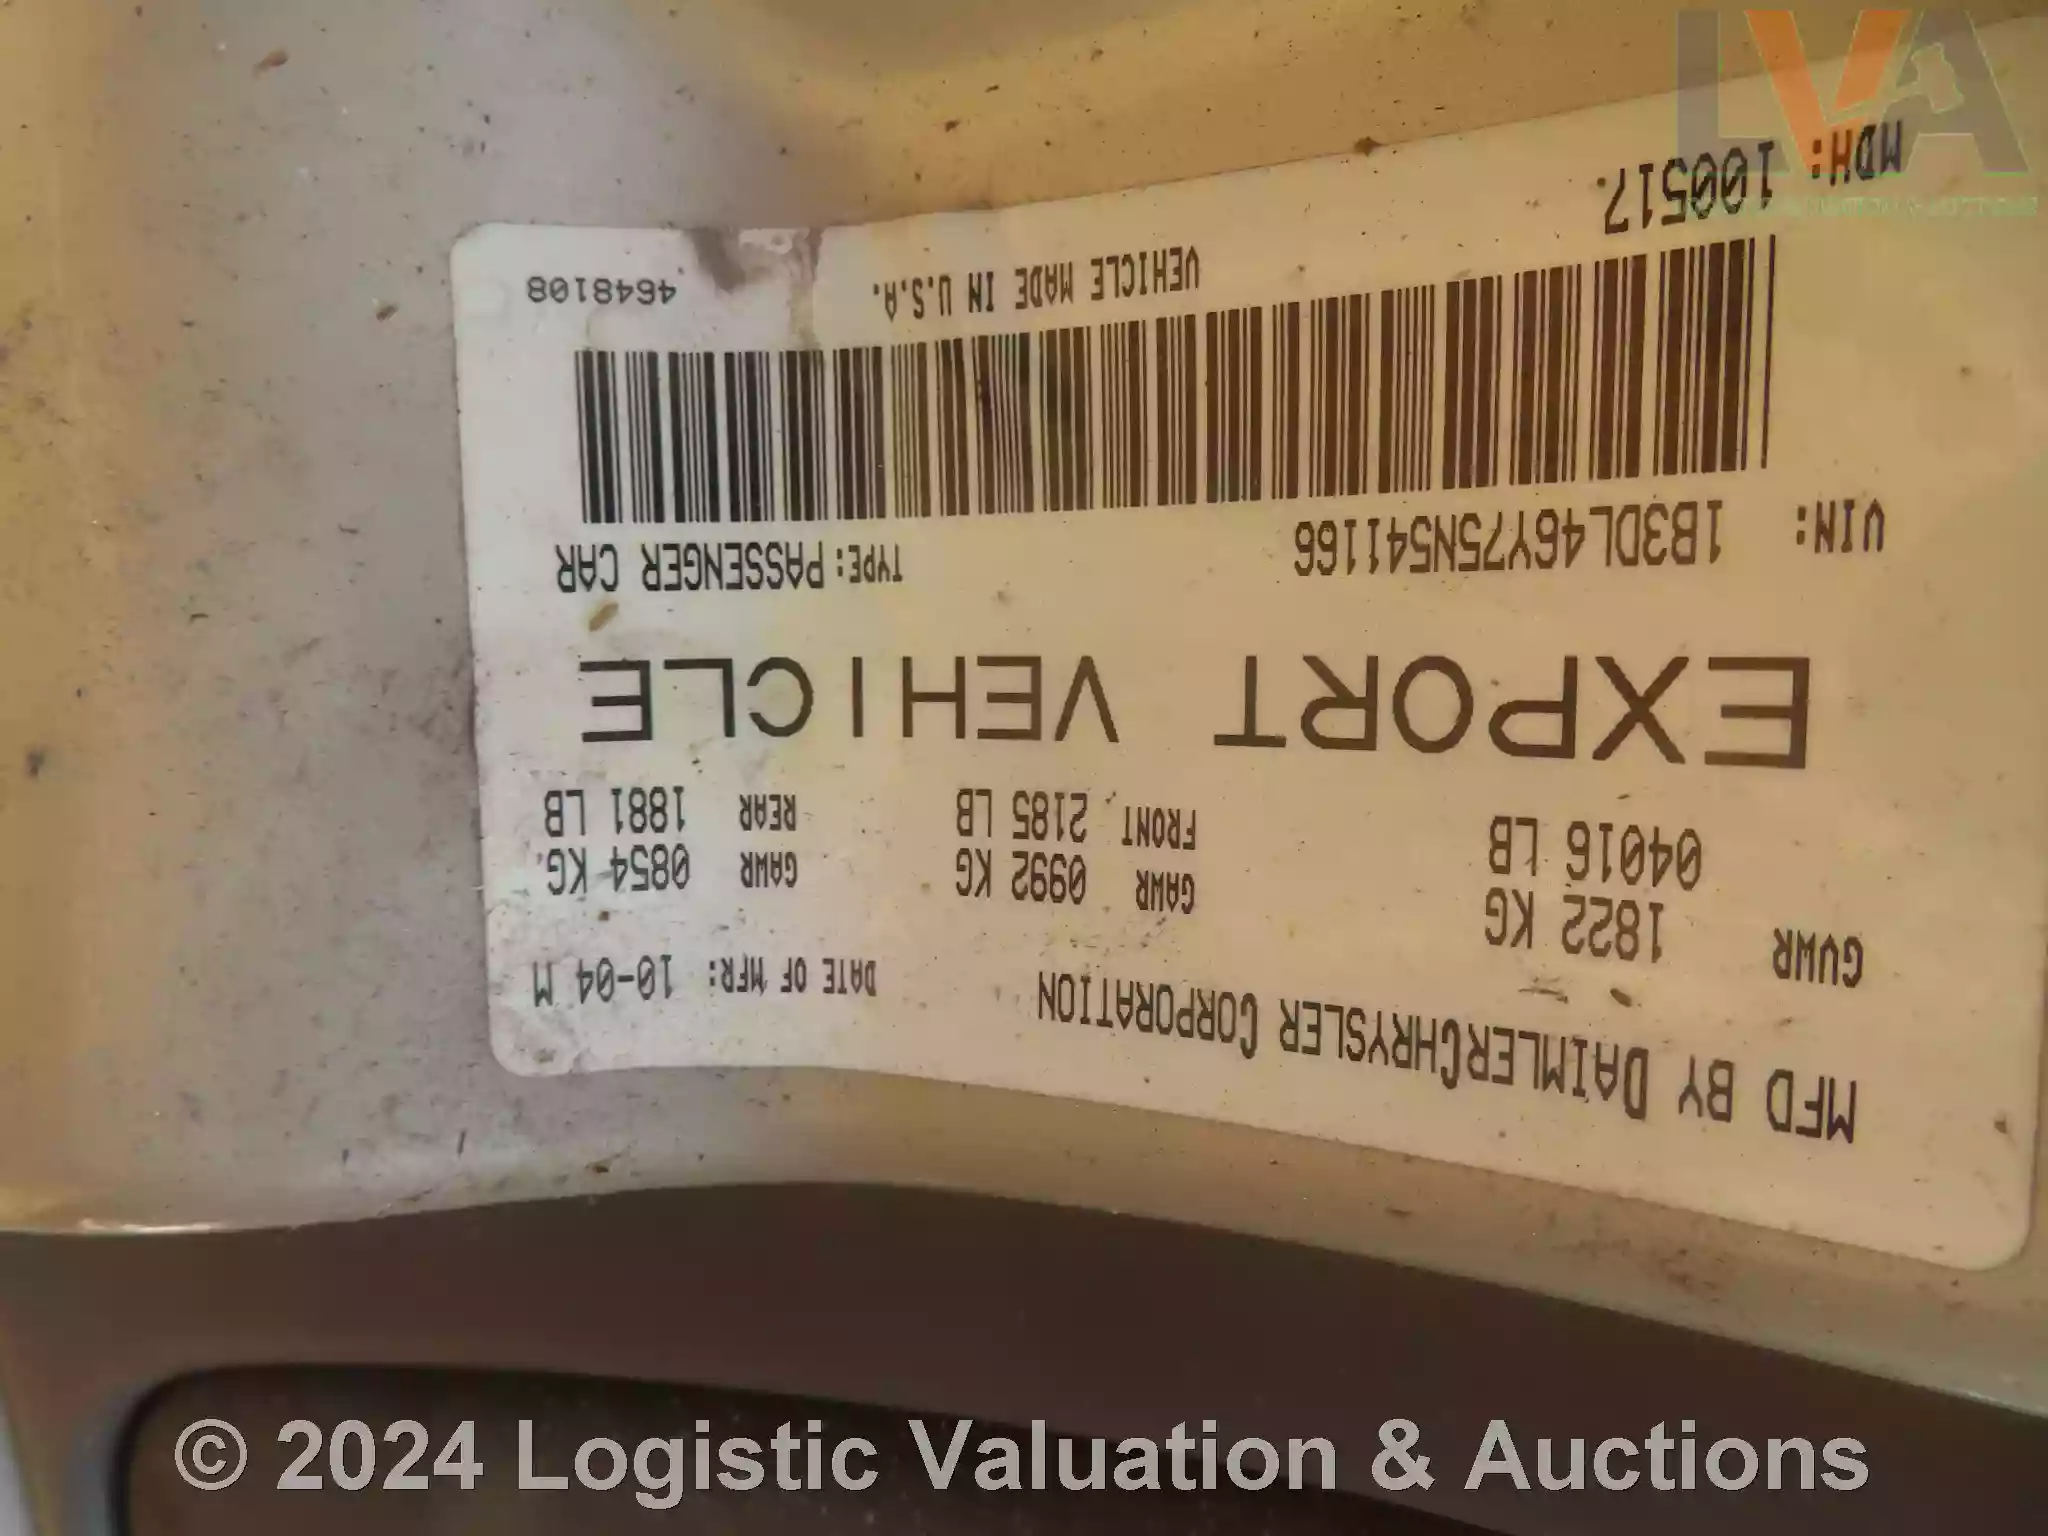 MFD BY DAIMLERCHRYSLER CORPORATION DATE OF MFR: 10-04 M
GVWR 1822 KG GAWR 0992 KG GAWR 0854 KG
04016 LB FRONT 2185 LB REAR 1881 LB
EXPORT VEHICLE
VIN: 1B3DL46Y75N541166 TYPE: PASSENGER CAR
MDH: 100517. VEHICLE MADE IN U.S.A. 4648108
LVA
© 2024 Logistic Valuation & Auctions